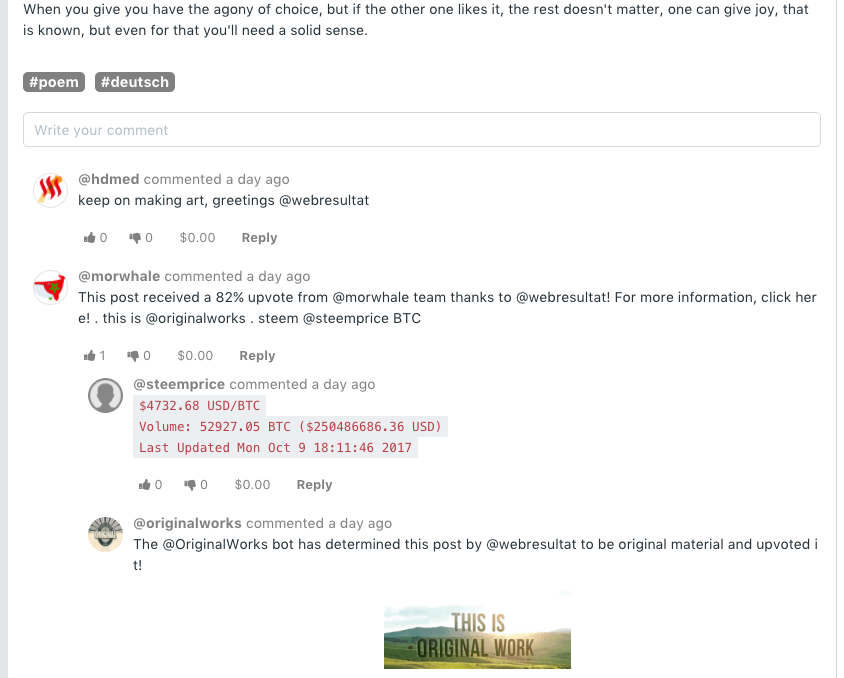 When you give you have the agony of choice, but if the other one likes it, the rest doesn't matter, one can give joy, that
is known, but even for that you'll need a solid sense.
#poem #deutsch
Write your comment
@hdmed commented a day ago
keep on making art, greetings @webresultat
0 0 $0.00 Reply
@morwhale commented a day ago
This post received a 82% upvote from @morwhale team thanks to @webresultat! For more information, click her
e! . this is @originalworks . steem @steemprice BTC
1 0 $0.00 Reply
@steemprice commented a day ago
$4732.68 USD/BTC
Volume: 52927.05 BTC ($250486686.36 USD)
Last Updated Mon Oct 9 18:11:46 2017
0 0 $0.00 Reply
@originalworks commented a day ago
The @OriginalWorks bot has determined this post by @webresultat to be original material and upvoted i
t!
THIS IS
ORIGINAL WORK